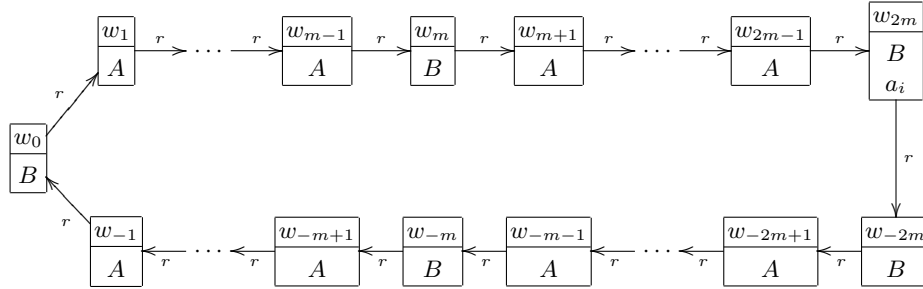 w_1 r ⋯ r w_{m-1} r w_m r w_{m+1} r ⋯ r w_{2m-1} r w_{2m}
A A B A A B
a_i
r r
w_0
B
r
w_{-1} w_{-m+1} w_{-m} w_{-m-1} w_{-2m+1} w_{-2m}
A r ⋯ r A r B r A r ⋯ r A r B